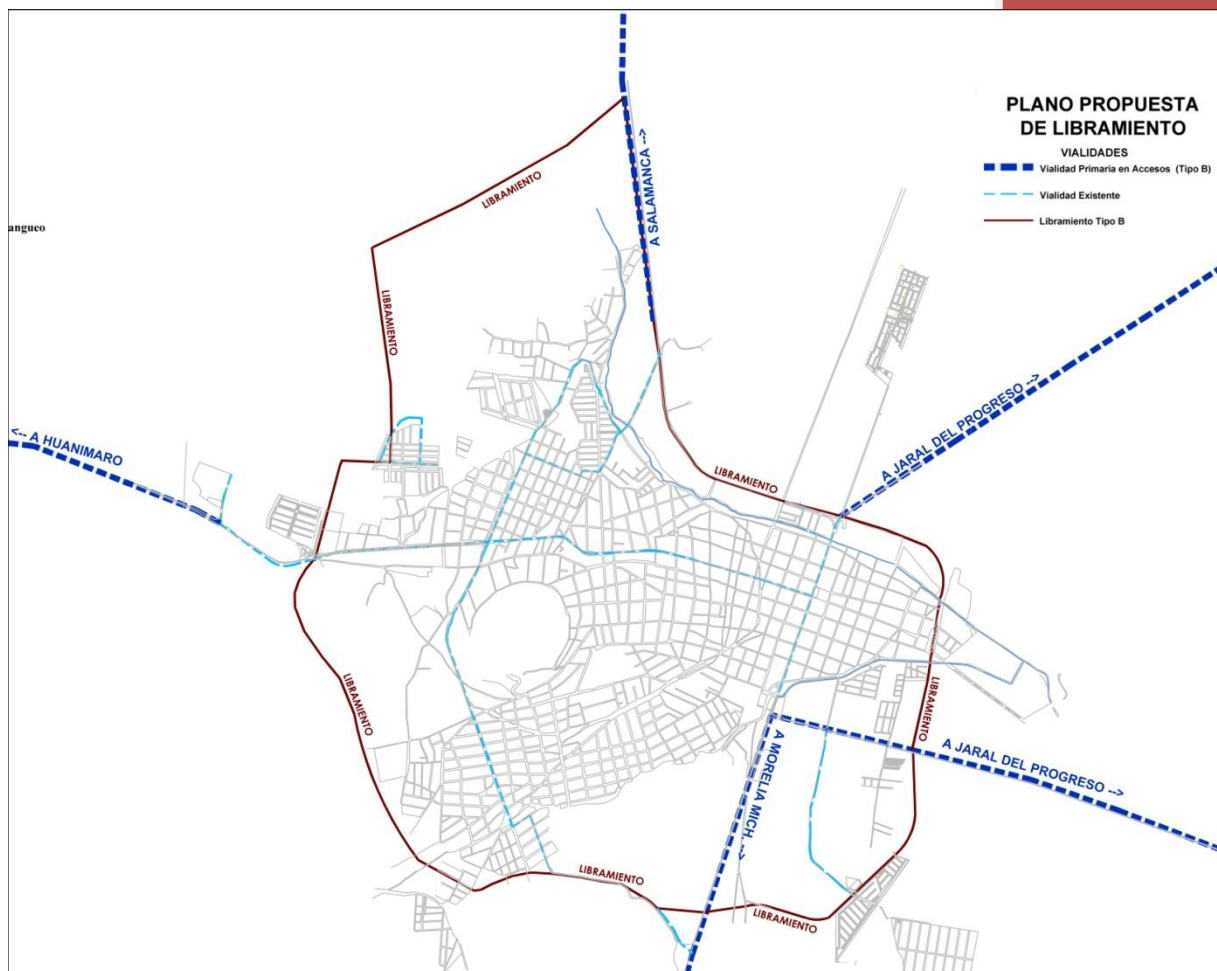 PLANO PROPUESTA
DE LIBRAMIENTO
VIALIDADES
Vialidad Primaria en Accesos (Tipo B)
Vialidad Existente
Libramiento Tipo B
angueo
LIBRAMIENTO
A SALAMANCA -->
LIBRAMIENTO
<-- A HUANIMARO
A JARAL DEL PROGRESO -->
LIBRAMIENTO
LIBRAMIENTO
LIBRAMIENTO
A MORELIA MICH. -->
A JARAL DEL PROGRESO -->
LIBRAMIENTO
LIBRAMIENTO